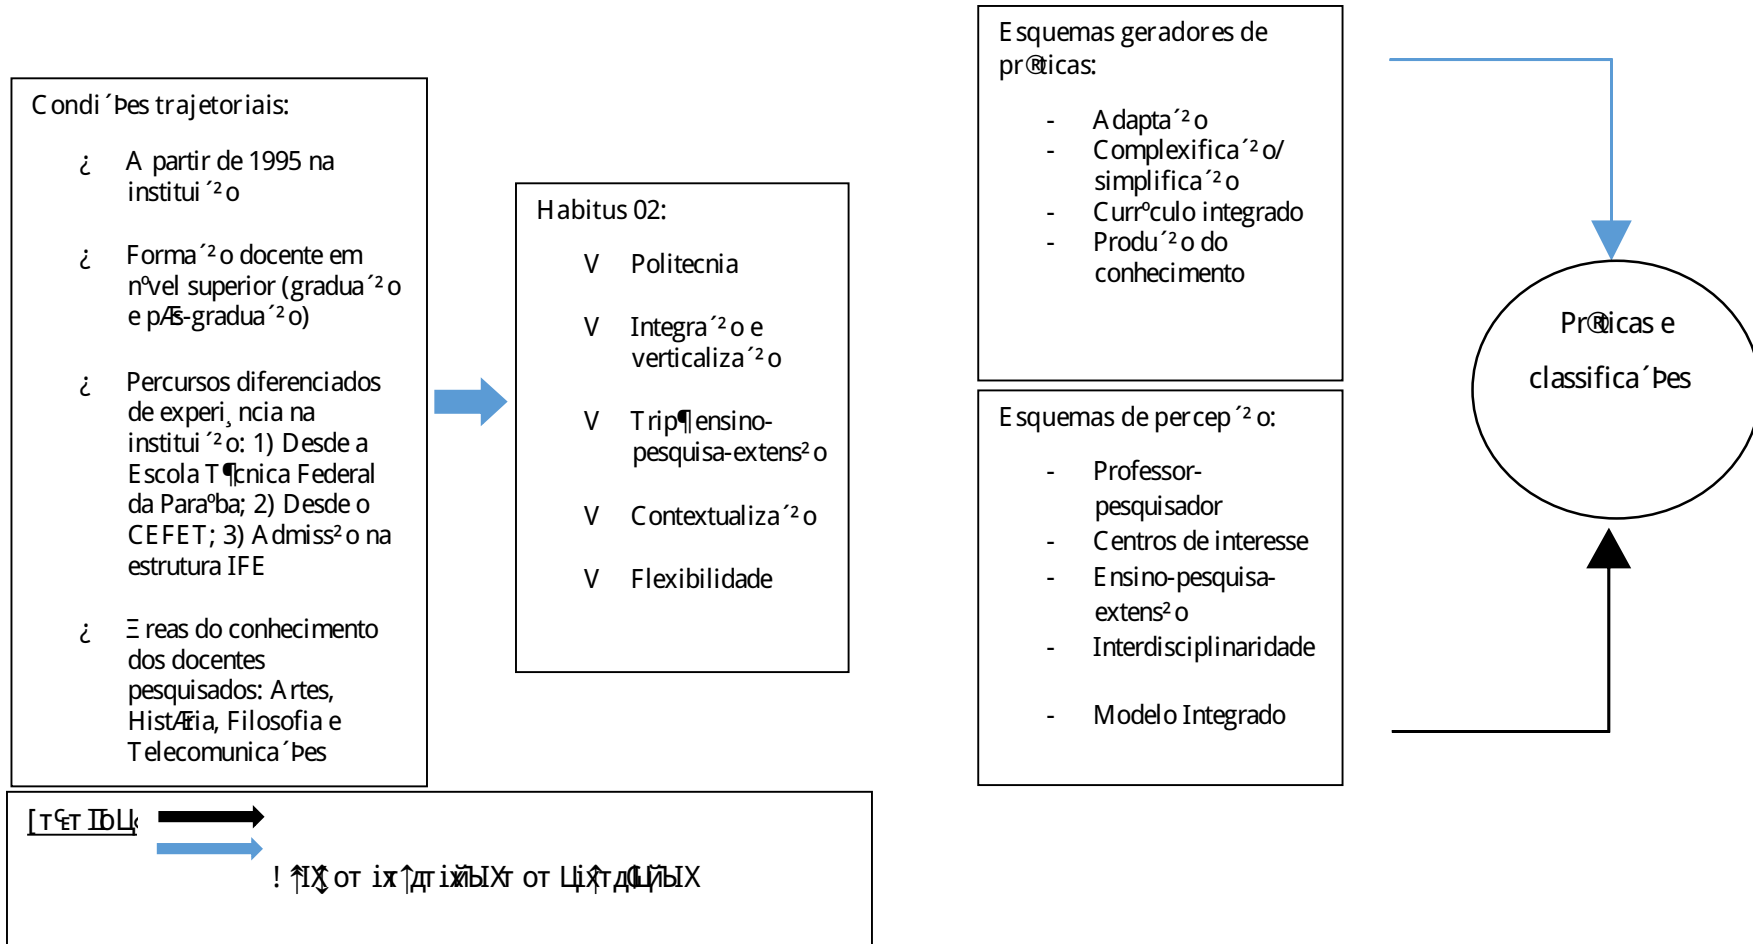 Condi´Þes trajetoriais:
¿ A partir de 1995 na
institui´²o
¿ Forma´²o docente em
nºvel superior (gradua´²o
e pÆs-gradua´²o)
¿ Percursos diferenciados
de experi¸ncia na
institui´²o: 1) Desde a
Escola T¶cnica Federal
da Paraºba; 2) Desde o
CEFET; 3) Admiss²o na
estrutura IFE
¿ Ξreas do conhecimento
dos docentes
pesquisados: Artes,
HistÆria, Filosofia e
Telecomunica´Þes
Habitus 02:
V Politecnia
V Integra´²o e
verticaliza´²o
V Trip¶ ensino-
pesquisa-extens²o
V Contextualiza´²o
V Flexibilidade
Esquemas geradores de
pr®ticas:
- Adapta´²o
- Complexifica´²o/
simplifica´²o
- Currºculo integrado
- Produ´²o do
conhecimento
Esquemas de percep´²o:
- Professor-
pesquisador
- Centros de interesse
- Ensino-pesquisa-
extens²o
- Interdisciplinaridade
- Modelo Integrado
Pr®ticas e
classifica´Þes